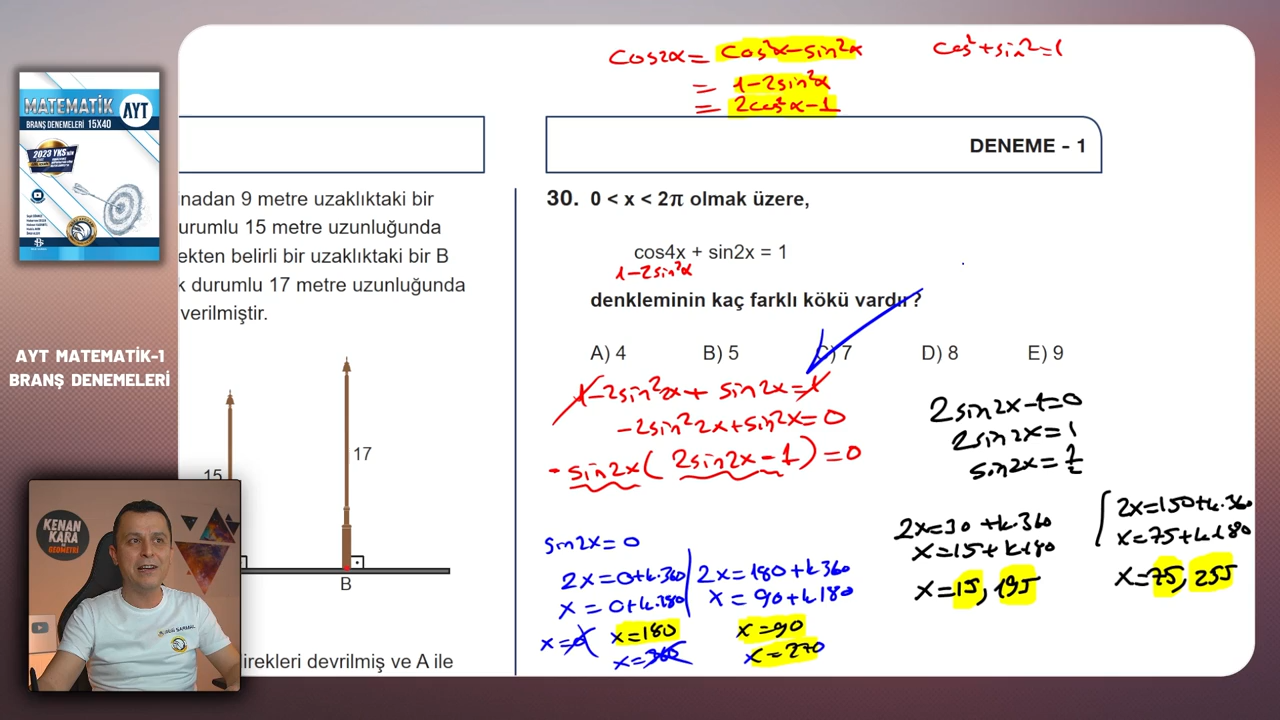 cos2α = cos²α-sin²α
= 1-2sin²α
= 2cos²α-1
cos²+sin²=1
MATEMATİK AYT
BRANŞ DENEMELERİ 15X40
2023 YKS'NİN
AYT MATEMATİK-1
BRANŞ DENEMELERİ
inadan 9 metre uzaklıktaki bir
urumlu 15 metre uzunluğunda
ekten belirli bir uzaklıktaki bir B
k durumlu 17 metre uzunluğunda
verilmiştir.
15
17
B
irekleri devrilmiş ve A ile
KENAN
KARA
GEOMETRİ
DENEME - 1
30. 0 < x < 2π olmak üzere,
cos4x + sin2x = 1
1-2sin²α
denkleminin kaç farklı kökü vardır?
A) 4 B) 5 C) 7 D) 8 E) 9
1-2sin²2x + sin2x = 1
-2sin²2x+sin2x=0
-sin2x(2sin2x-1)=0
2sin2x-1=0
2sin2x=1
sin2x=1/2
sin2x=0
2x=0+k.360
x=0+k.180
x=0 x=180
x=360
2x=180+k360
x=90+k180
x=90
x=270
2x=30+k.360
x=15+k180
x=15, 195
2x=150+k.360
x=75+k.180
x=75, 255